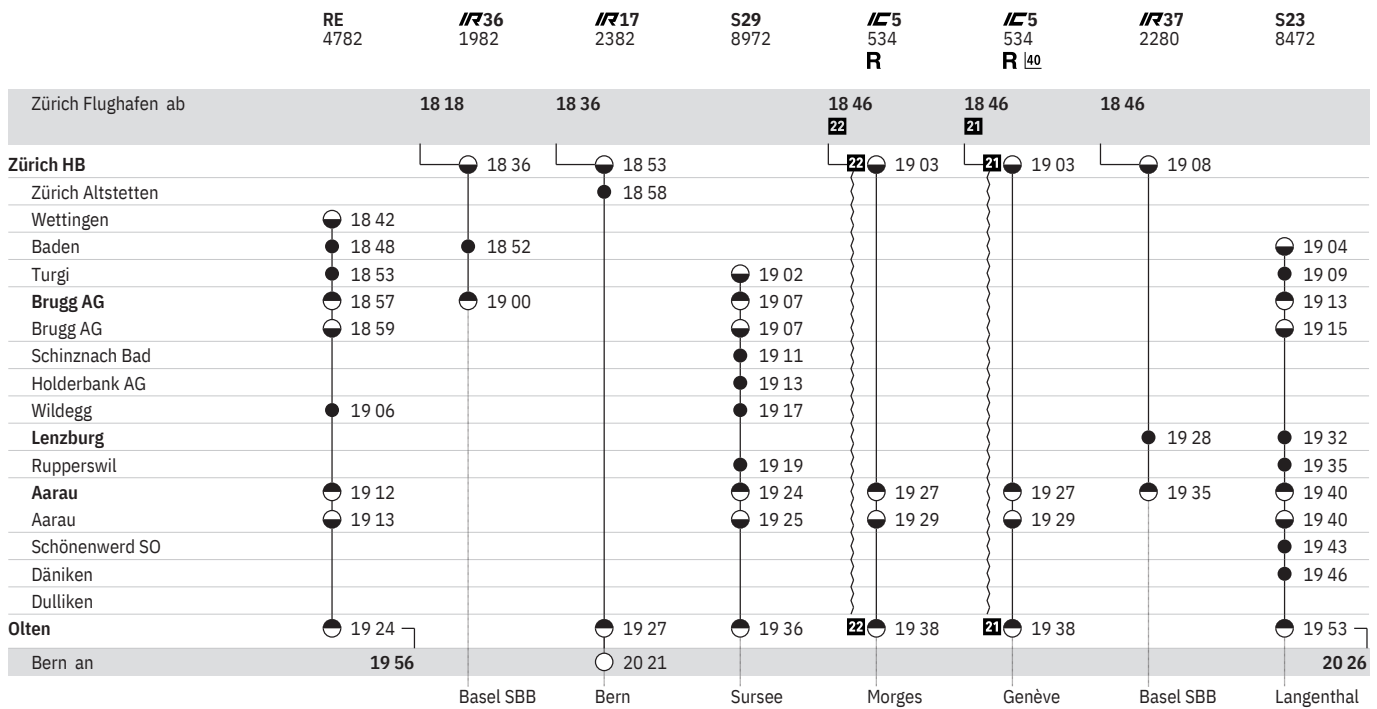 RE IR36 IR17 S29 IC5 IC5 IR37 S23
4782 1982 2382 8972 534 534 2280 8472
R R 40
Zürich Flughafen ab 18 18 18 36 18 46 18 46 18 46
22 21
Zürich HB 18 36 18 53 22 19 03 21 19 03 19 08
Zürich Altstetten 18 58
Wettingen 18 42
Baden 18 48 18 52 19 04
Turgi 18 53 19 02 19 09
Brugg AG 18 57 19 00 19 07 19 13
Brugg AG 18 59 19 07 19 15
Schinznach Bad 19 11
Holderbank AG 19 13
Wildegg 19 06 19 17
Lenzburg 19 28 19 32
Rupperswil 19 19 19 35
Aarau 19 12 19 24 19 27 19 27 19 35 19 40
Aarau 19 13 19 25 19 29 19 29 19 40
Schönenwerd SO 19 43
Däniken 19 46
Dulliken
Olten 19 24 19 27 19 36 22 19 38 21 19 38 19 53
Bern an 19 56 20 21 20 26
Basel SBB Bern Sursee Morges Genève Basel SBB Langenthal